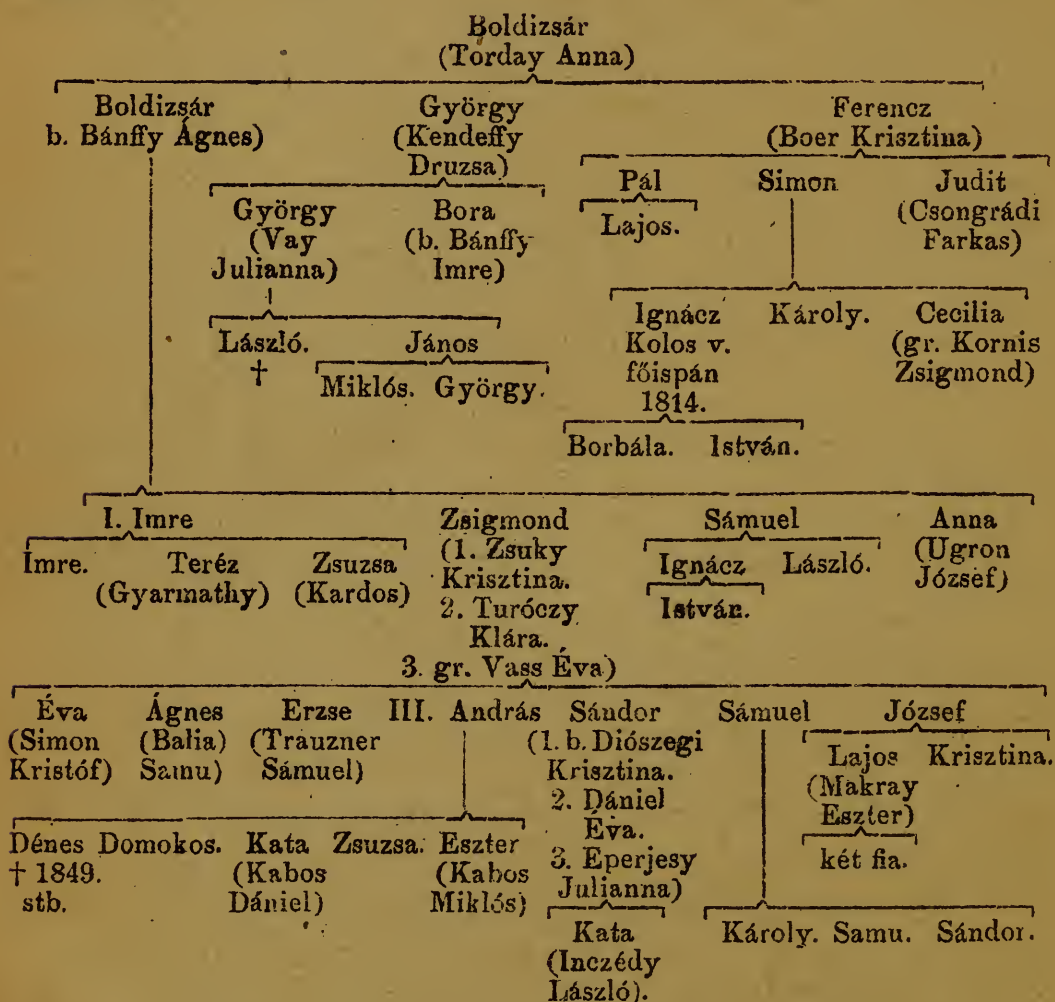 Boldizsár
(Torday Anna)
Boldizsár György Ferencz
b. Bánffy Ágnes) (Kendeffy (Boer Krisztina)
Druzsa)
Pál Simon Judit
György Bora Lajos. (Csongrádi
(Vay (b. Bánffy Farkas)
Julianna) Imre)
Ignácz Károly. Cecilia
László. János Kolos v. (gr. Kornis
† Miklós. György. főispán Zsigmond)
1814.
Borbála. István.
I. Imre Zsigmond Sámuel Anna
Imre. Teréz Zsuzsa (1. Zsuky Ignácz László. (Ugron
(Gyarmathy) (Kardos) Krisztina. István. József)
2. Turóczy
Klára.
3. gr. Vass Éva)
Éva Ágnes Erzse III. András Sándor Sámuel József
(Simon (Balia) (Trauzner (1. b. Diószegi Lajos Krisztina.
Kristóf) Samu) Sámuel) Krisztina. (Makray
2. Dániel Eszter)
Dénes Domokos. Kata Zsuzsa. Eszter Éva. két fia.
† 1849. (Kabos (Kabos 3. Eperjesy
stb. Dániel) Miklós) Julianna)
Kata Károly. Samu. Sándor.
(Inczédy
László).